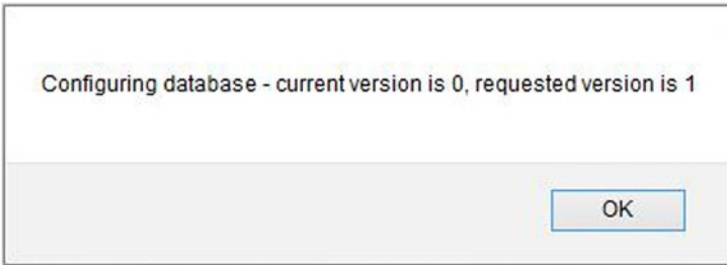 Configuring database - current version is 0, requested version is 1
OK